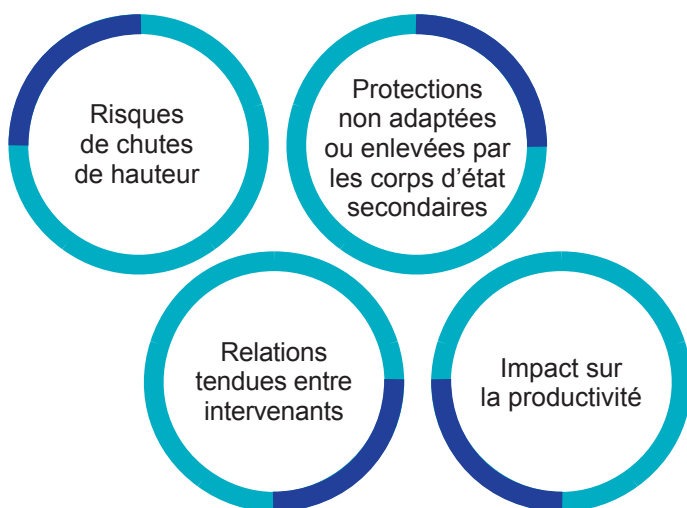 Risques
de chutes
de hauteur
Protections
non adaptées
ou enlevées par
les corps d’état
secondaires
Relations
tendues entre
intervenants
Impact sur
la productivité